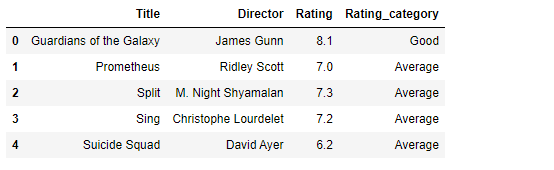 Title Director Rating Rating_category
0 Guardians of the Galaxy James Gunn 8.1 Good
1 Prometheus Ridley Scott 7.0 Average
2 Split M. Night Shyamalan 7.3 Average
3 Sing Christophe Lourdelet 7.2 Average
4 Suicide Squad David Ayer 6.2 Average